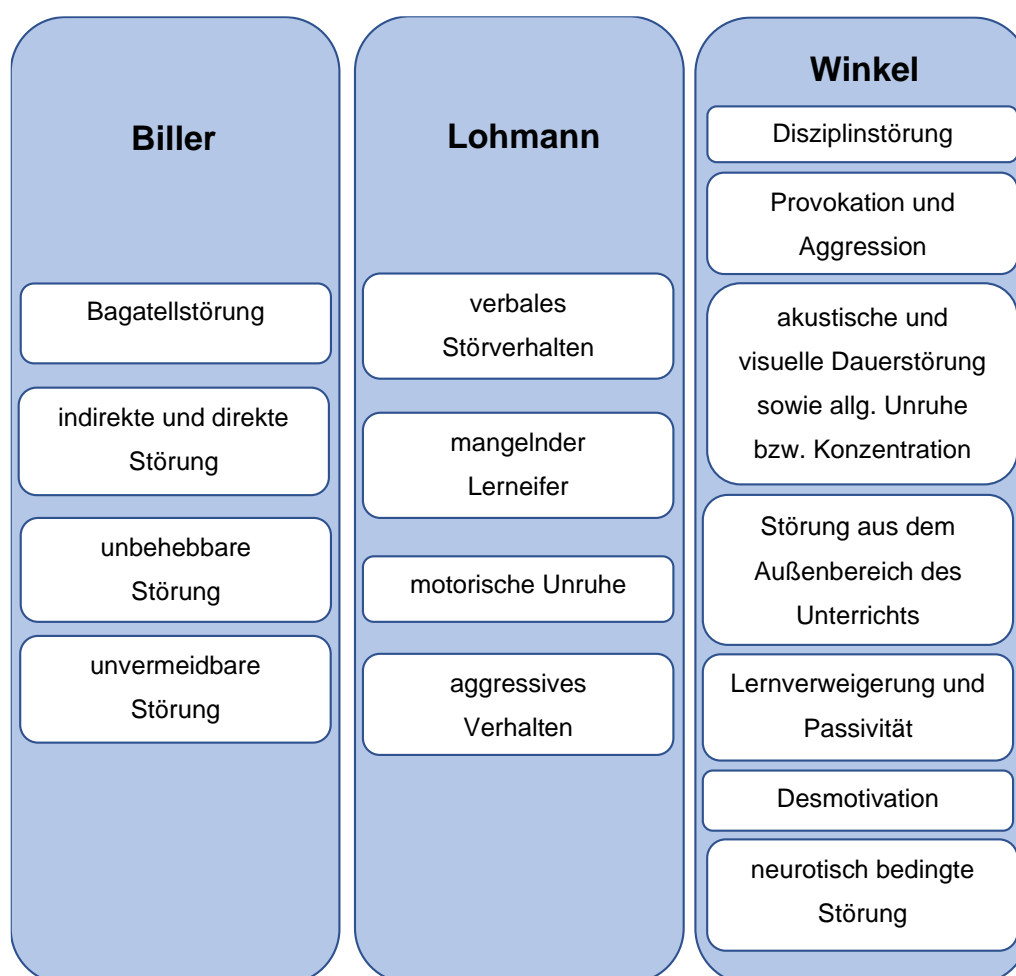 Biller
Bagatellstörung
indirekte und direkte
Störung
unbehebbare
Störung
unvermeidbare
Störung
Lohmann
verbales
Störverhalten
mangelnder
Lerneifer
motorische Unruhe
aggressives
Verhalten
Winkel
Disziplinstörung
Provokation und
Aggression
akustische und
visuelle Dauerstörung
sowie allg. Unruhe
bzw. Konzentration
Störung aus dem
Außenbereich des
Unterrichts
Lernverweigerung und
Passivität
Desmotivation
neurotisch bedingte
Störung